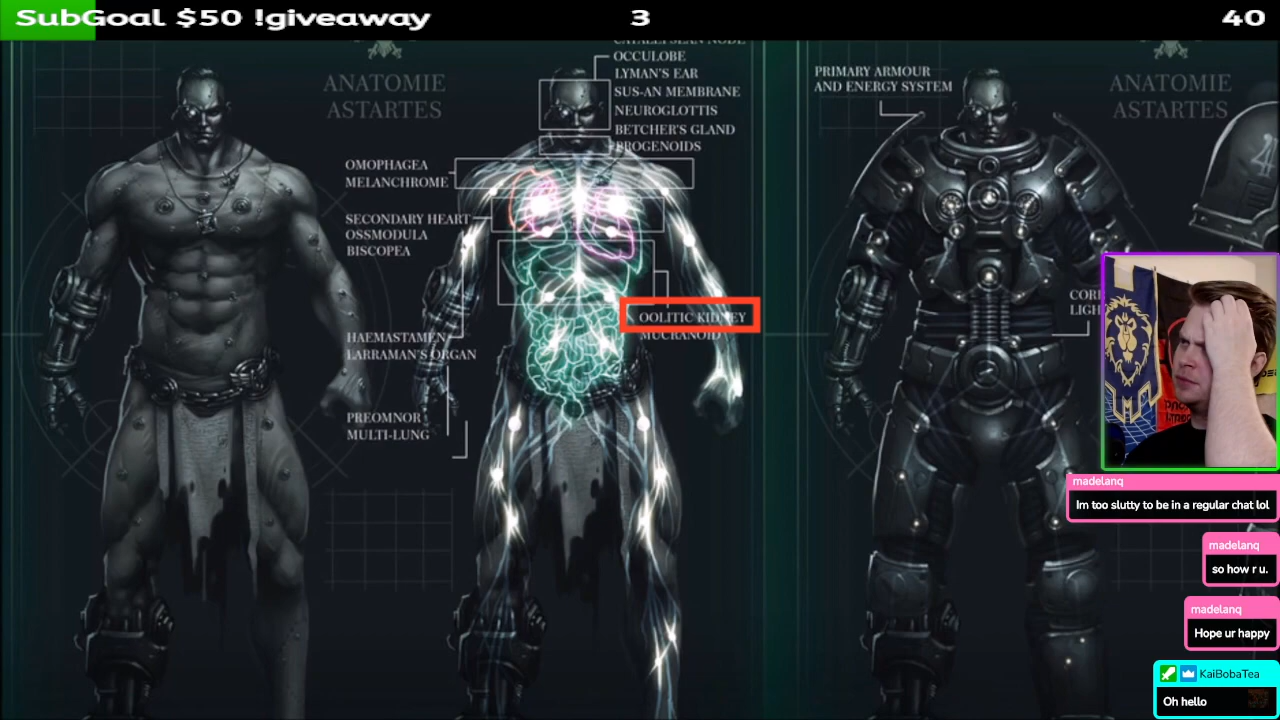 SubGoal $50 !giveaway
3
40
ANATOMIE
ASTARTES
CATALEPSEAN NODE
OCCULOBE
LYMAN'S EAR
SUS-AN MEMBRANE
NEUROGLOTTIS
BETCHER'S GLAND
PROGENOIDS
OMOPHAGEA
MELANCHROME
SECONDARY HEART
OSSMODULA
BISCOPEA
OOLITIC KIDNEY
MUCRANOID
HAEMASTAMEN
LARRAMAN'S ORGAN
PREOMNOR
MULTI-LUNG
PRIMARY ARMOUR
AND ENERGY SYSTEM
ANATOMIE
ASTARTES
4
madelanq
Im too slutty to be in a regular chat lol
madelanq
so how r u.
madelanq
Hope ur happy
KaiBobaTea
Oh hello